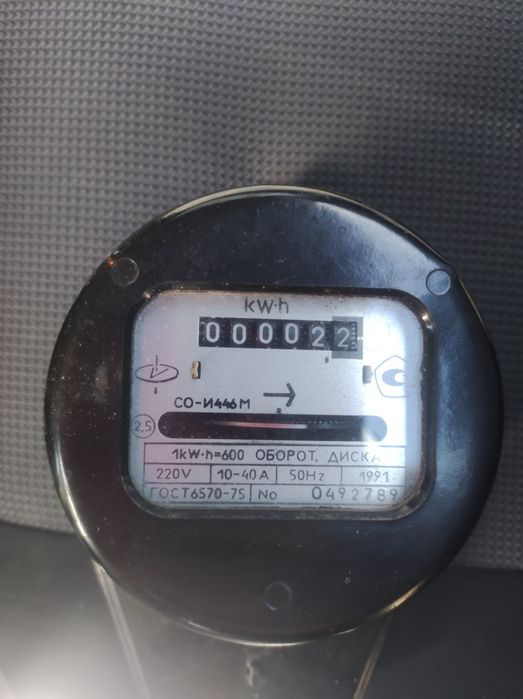 kW·h
000022
СО-И446М
2,5
1kW·h=600 ОБОРОТ. ДИСКА
220V 10-40A 50Hz 1991
ГОСТ6570-75 No 0492789